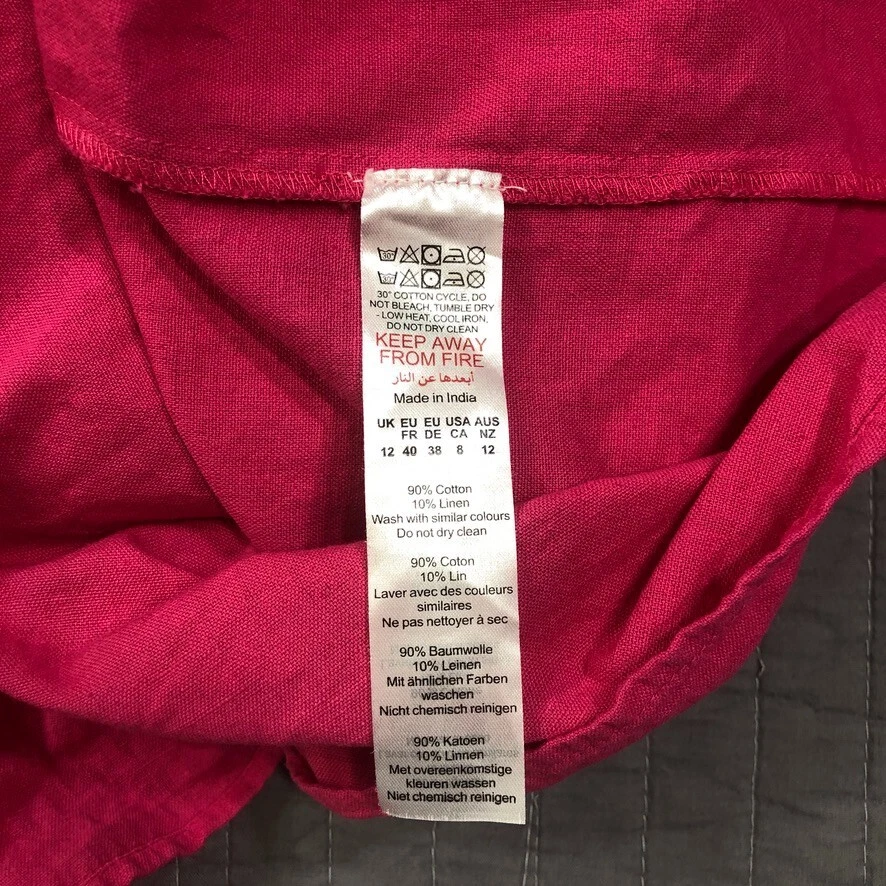 30°
30°
30° COTTON CYCLE, DO
NOT BLEACH, TUMBLE DRY
- LOW HEAT, COOL IRON,
DO NOT DRY CLEAN
KEEP AWAY
FROM FIRE
أبعدها عن النار
Made in India
UK EU EU USA AUS
FR DE CA NZ
12 40 38 8 12
90% Cotton
10% Linen
Wash with similar colours
Do not dry clean
90% Coton
10% Lin
Laver avec des couleurs
similaires
Ne pas nettoyer à sec
90% Baumwolle
10% Leinen
Mit ähnlichen Farben
waschen
Nicht chemisch reinigen
90% Katoen
10% Linnen
Met overeenkomstige
kleuren wassen
Niet chemisch reinigen